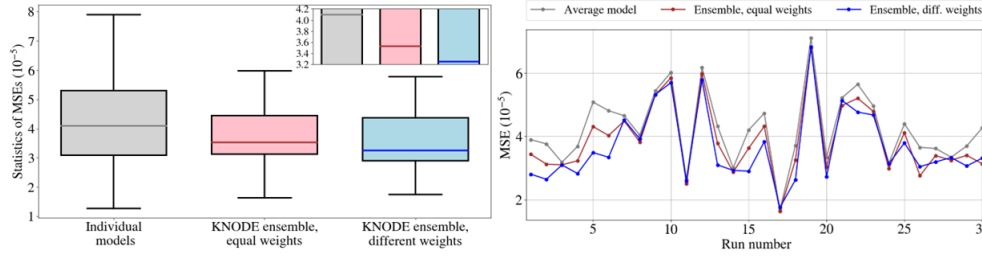 Statistics of MSEs (10⁻⁵)
8
7
6
5
4
3
2
1
4.2
4.0
3.8
3.6
3.4
3.2
Individual
models
KNODE ensemble,
equal weights
KNODE ensemble,
different weights
Average model
Ensemble, equal weights
Ensemble, diff. weights
MSE (10⁻⁵)
6
4
2
5
10
15
20
25
Run number